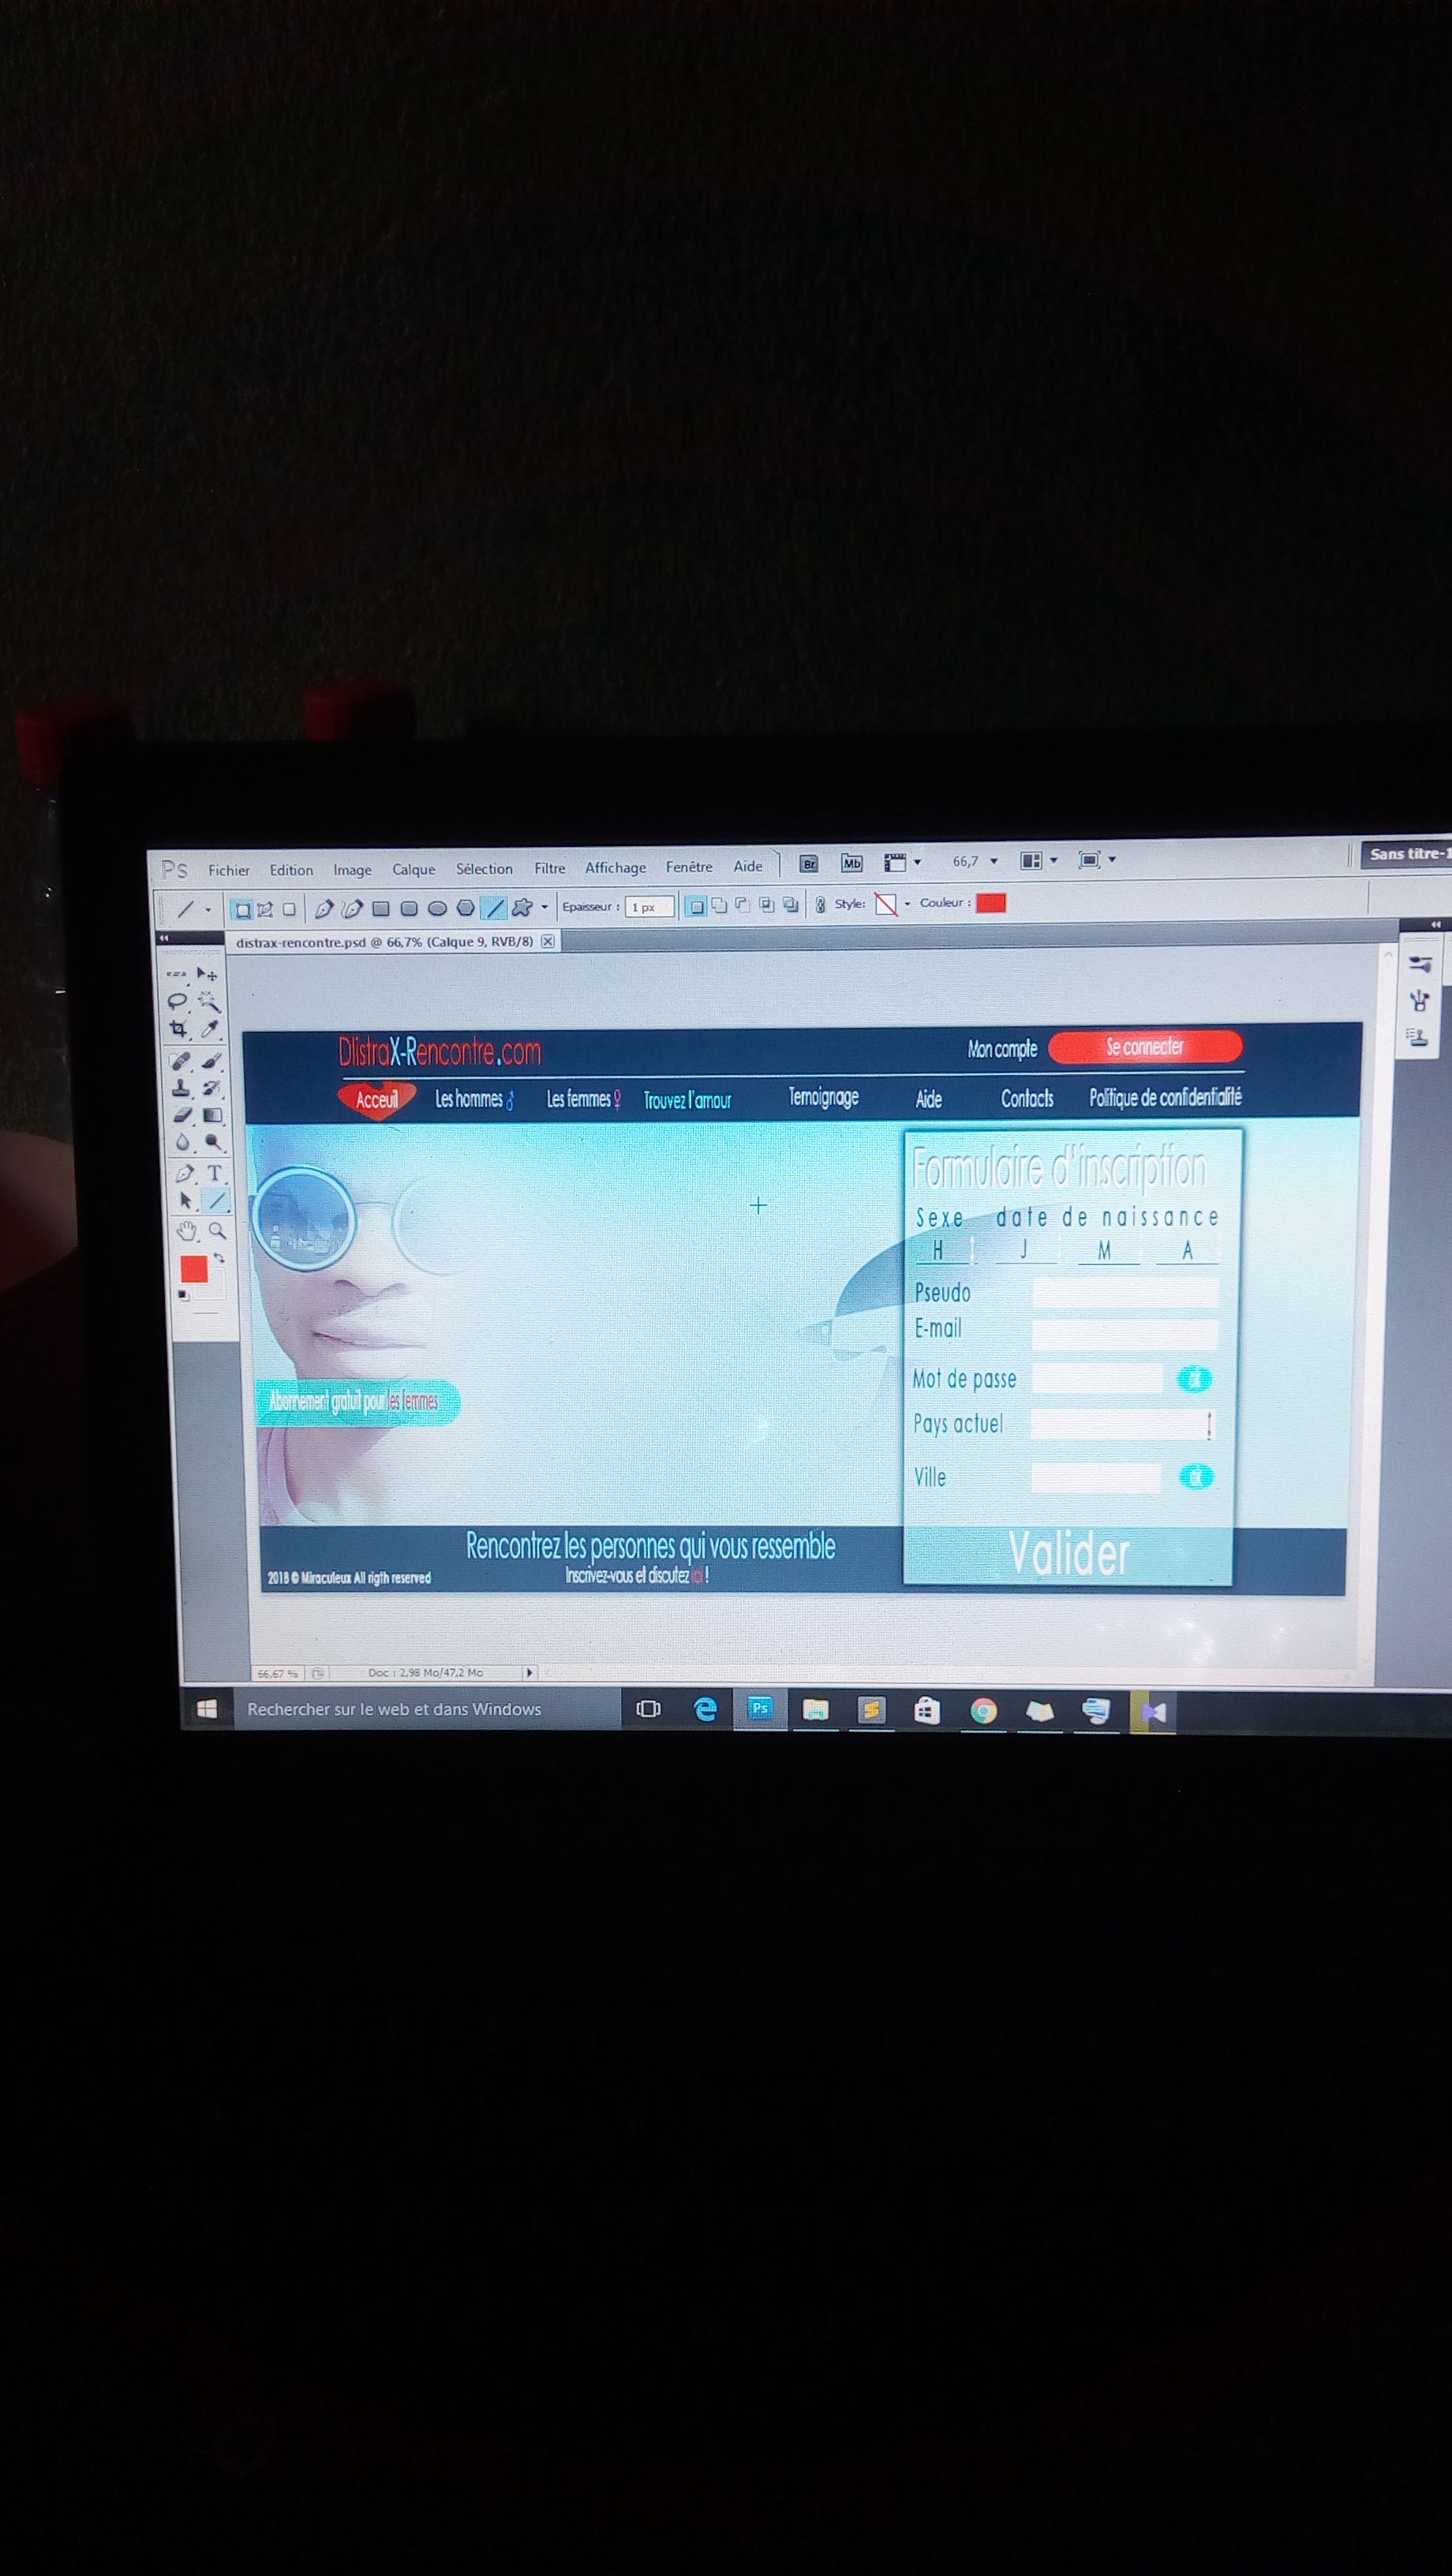 Ps Fichier Edition Image Calque Sélection Filtre Affichage Fenêtre Aide Br Mb 66,7 Sans titre-1
Epaisseur : 1 px Style: Couleur :
distrax-rencontre.psd @ 66,7% (Calque 9, RVB/8)
DistraX-Rencontre.com
Mon compte Se connecter
Acceuil Les hommes Les femmes Trouvez l'amour Temoignage Aide Contacts Politique de confidentialité
Formulaire d'inscription
Sexe date de naissance
H J M A
Pseudo
E-mail
Mot de passe
Pays actuel
Ville
Valider
Abonnement gratuit pour les femmes
Rencontrez les personnes qui vous ressemble
Inscrivez-vous et discutez ici !
2018 © Miraculeux All rigth reserved
66,67 % Doc : 2,98 Mo/47,2 Mo
Rechercher sur le web et dans Windows
Ps